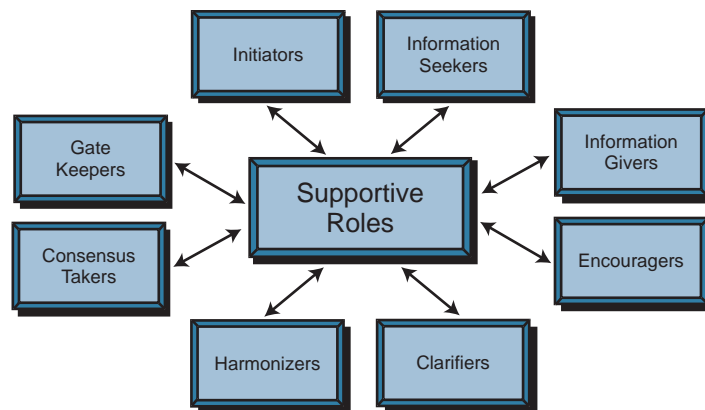 Initiators
Information
Seekers
Gate
Keepers
Information
Givers
Supportive
Roles
Consensus
Takers
Encouragers
Harmonizers
Clarifiers